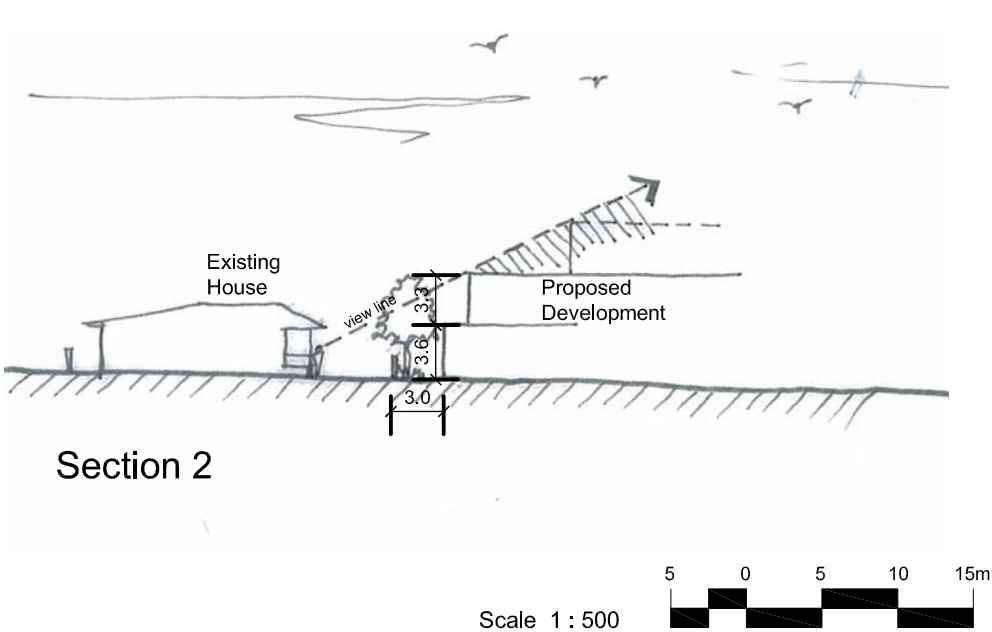 Existing
House
view line
3.3
Proposed
Development
3.6
3.0
Section 2
5 0 5 10 15m
Scale 1 : 500